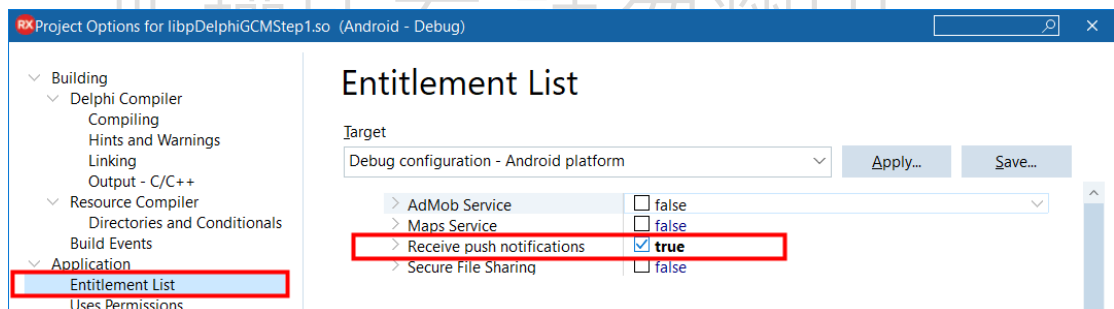 RX Project Options for libpDelphiGCMStep1.so (Android - Debug)
Building
Delphi Compiler
Compiling
Hints and Warnings
Linking
Output - C/C++
Resource Compiler
Directories and Conditionals
Build Events
Application
Entitlement List
Uses Permissions
Entitlement List
Target
Debug configuration - Android platform
Apply...
Save...
AdMob Service false
Maps Service false
Receive push notifications true
Secure File Sharing false